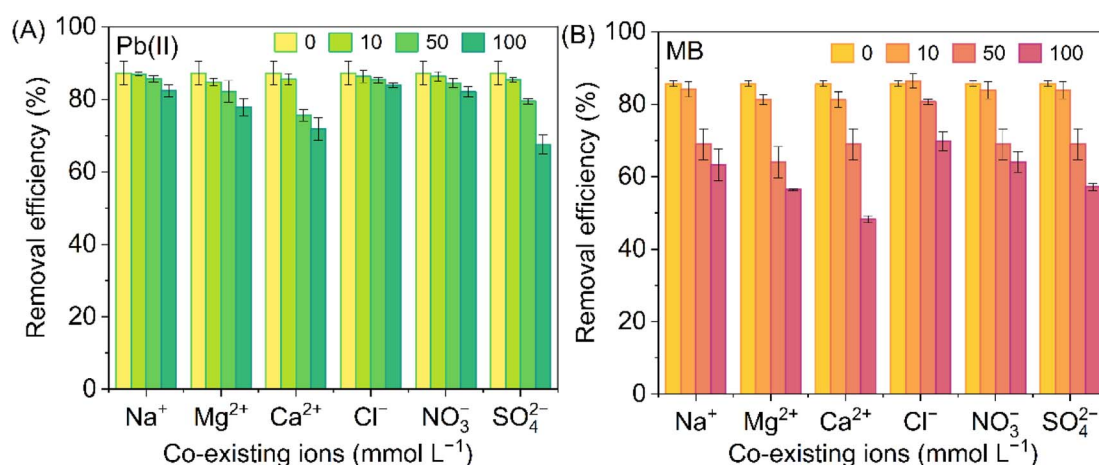 (A)
Pb(II)
0 10 50 100
Removal efficiency (%)
100
80
60
40
20
0
Na⁺ Mg²⁺ Ca²⁺ Cl⁻ NO₃⁻ SO₄²⁻
Co-existing ions (mmol L⁻¹)
(B)
MB
0 10 50 100
Removal efficiency (%)
100
80
60
40
20
0
Na⁺ Mg²⁺ Ca²⁺ Cl⁻ NO₃⁻ SO₄²⁻
Co-existing ions (mmol L⁻¹)